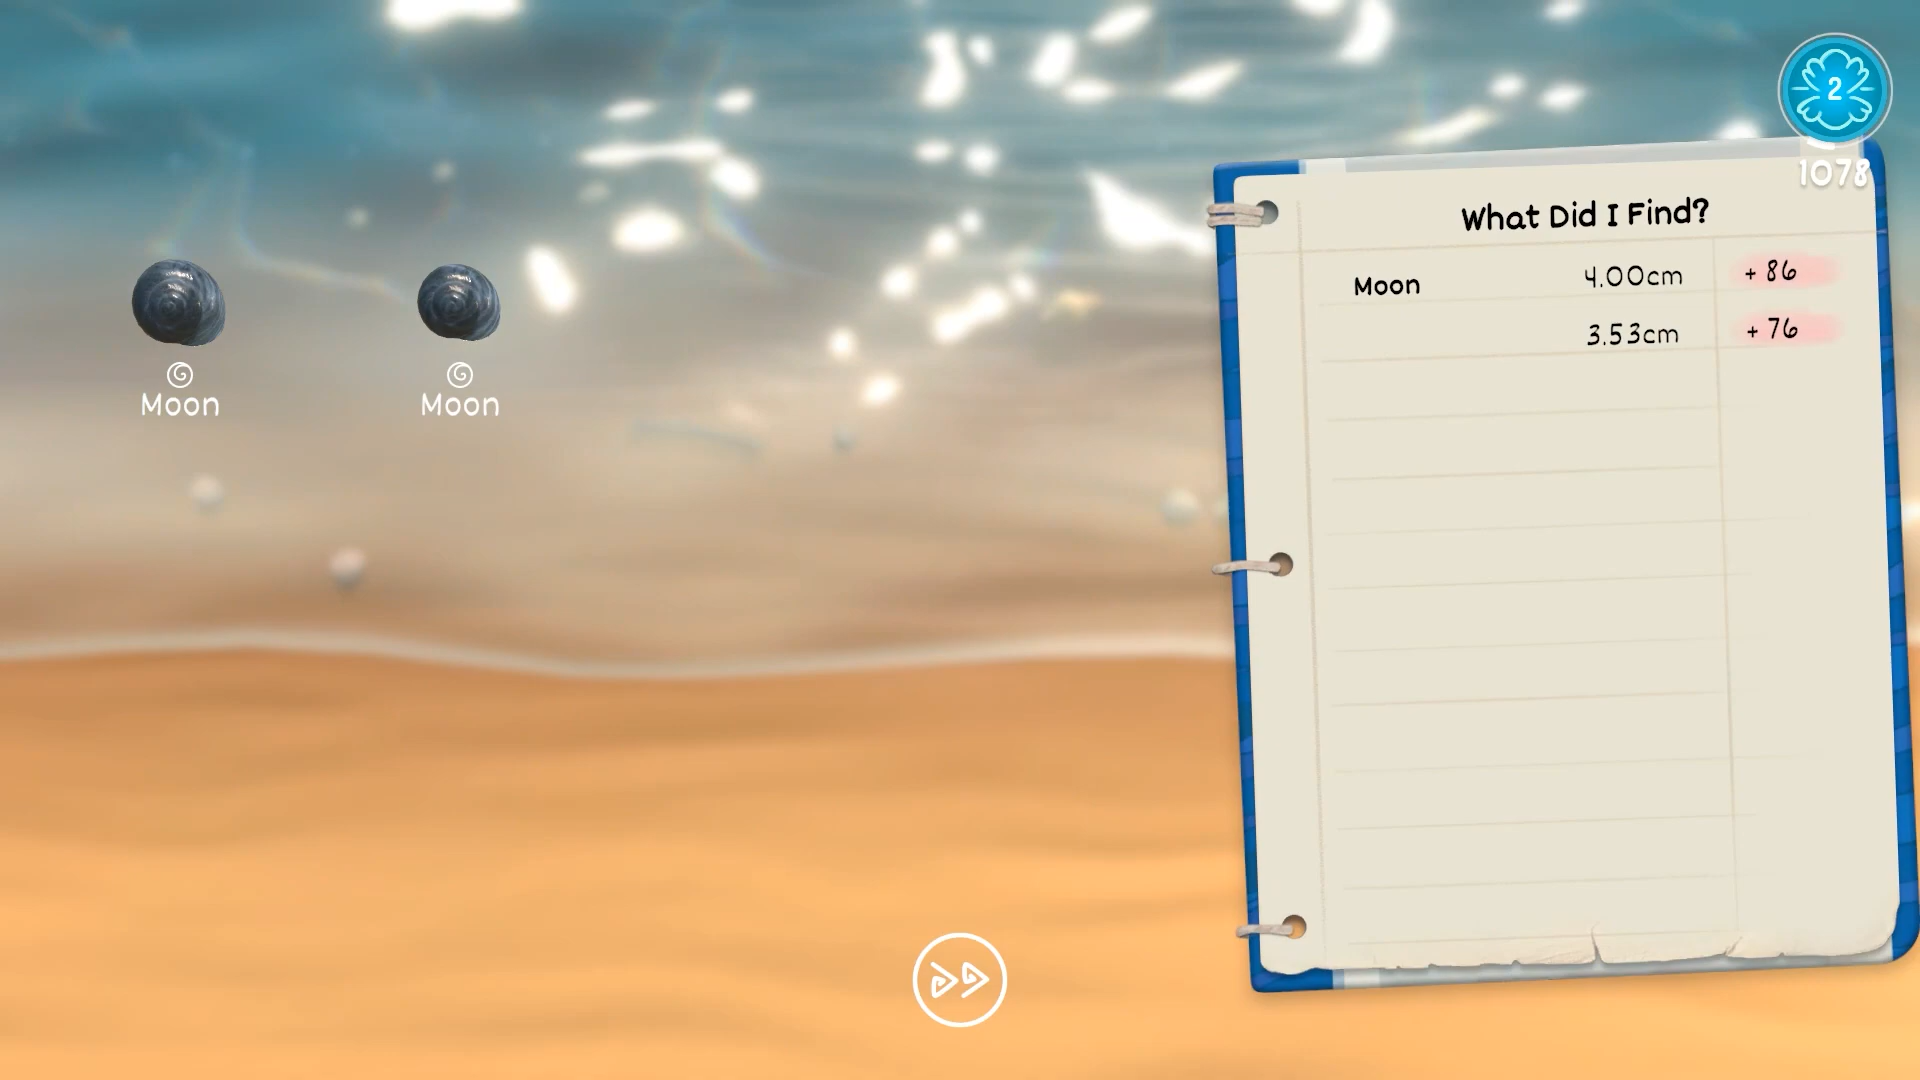 2
1078
What Did I Find?
Moon 4.00cm + 86
3.53cm + 76
Moon
Moon